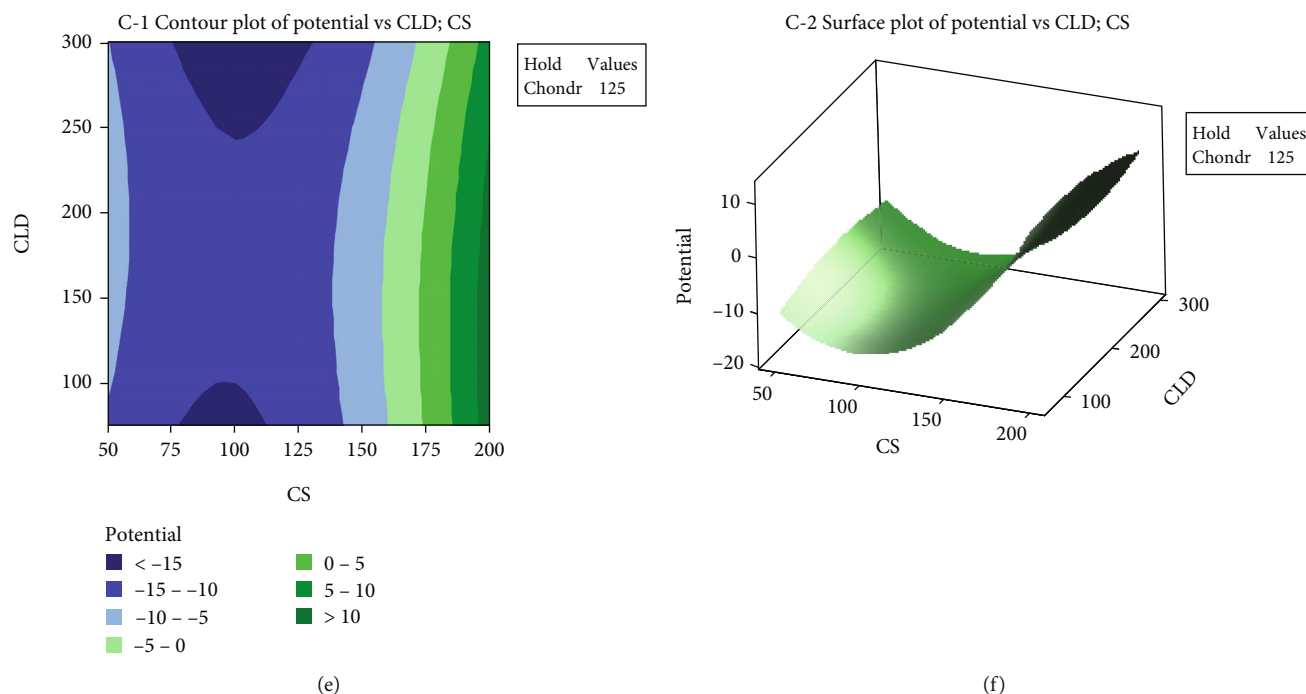 C-1 Contour plot of potential vs CLD; CS
300
250
200
150
100
CLD
50
75
100
125
150
175
200
CS
Hold Values
Chondr 125
Potential
< –15
–15 – –10
–10 – –5
–5 – 0
0 – 5
5 – 10
> 10
(e)
C-2 Surface plot of potential vs CLD; CS
Hold Values
Chondr 125
10
0
–10
–20
Potential
50
100
150
200
CS
100
200
300
CLD
(f)